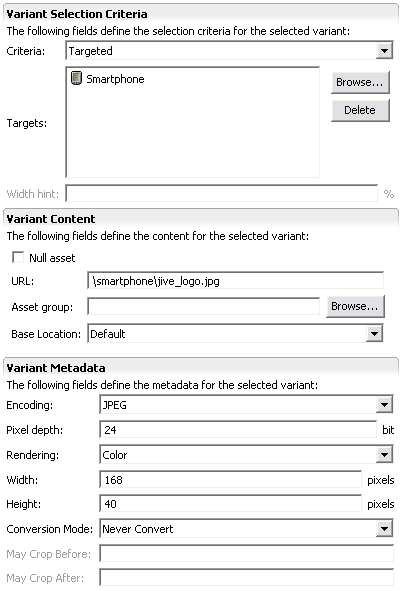 Variant Selection Criteria
The following fields define the selection criteria for the selected variant:
Criteria: Targeted
Smartphone
Browse...
Delete
Targets:
Width hint: %
Variant Content
The following fields define the content for the selected variant:
Null asset
URL: \smartphone\jive_logo.jpg
Asset group: Browse...
Base Location: Default
Variant Metadata
The following fields define the metadata for the selected variant:
Encoding: JPEG
Pixel depth: 24 bit
Rendering: Color
Width: 168 pixels
Height: 40 pixels
Conversion Mode: Never Convert
May Crop Before:
May Crop After: